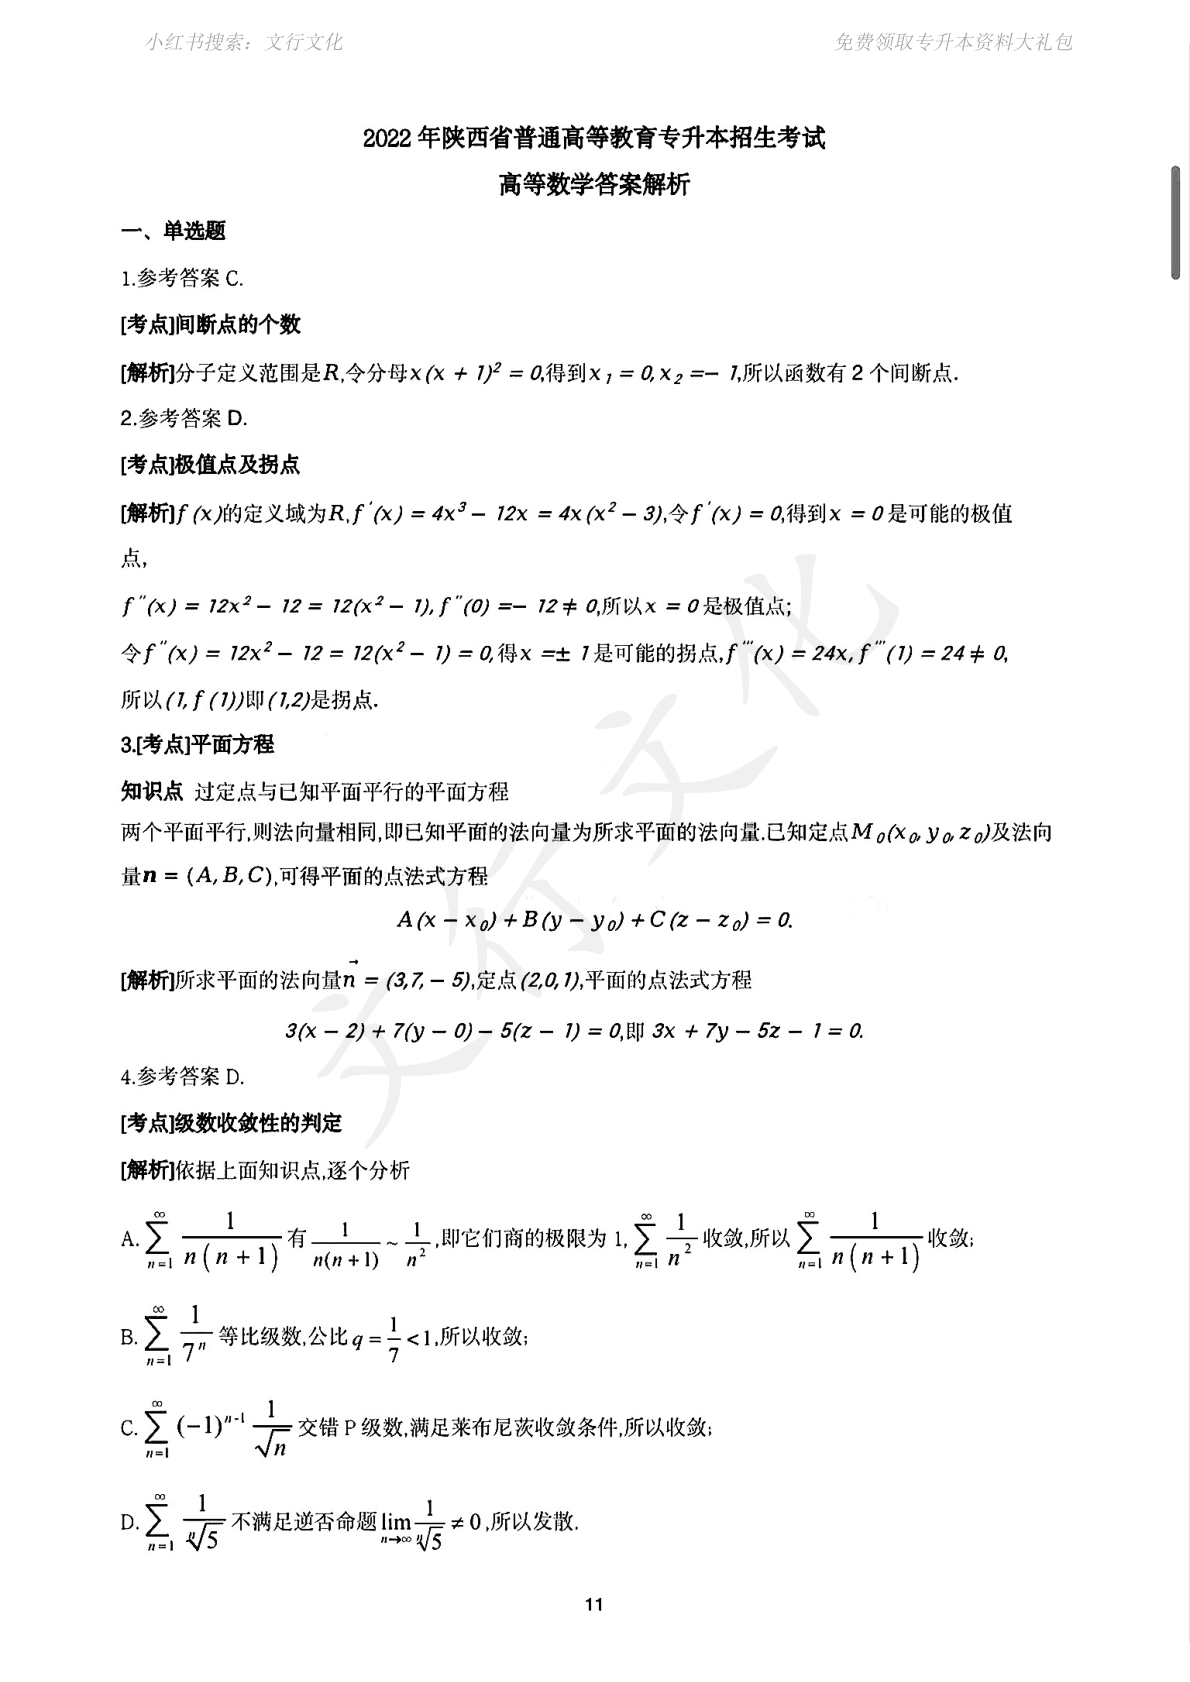 小红书搜索：文行文化 免费领取专升本资料大礼包
2022 年陕西省普通高等教育专升本招生考试
高等数学答案解析
一、单选题
1.参考答案 C.
[考点]间断点的个数
[解析]分子定义范围是R,令分母x(x + 1)² = 0,得到x₁ = 0,x₂ =− 1,所以函数有 2 个间断点.
2.参考答案 D.
[考点]极值点及拐点
[解析]f(x)的定义域为R,f′(x) = 4x³ − 12x = 4x(x² − 3),令f′(x) = 0,得到x = 0是可能的极值
点,
f″(x) = 12x² − 12 = 12(x² − 1),f″(0) =− 12 ≠ 0,所以x = 0是极值点;
令f″(x) = 12x² − 12 = 12(x² − 1) = 0,得x =± 1是可能的拐点,f‴(x) = 24x,f‴(1) = 24 ≠ 0,
所以(1,f(1))即(1,2)是拐点.
3.[考点]平面方程
知识点 过定点与已知平面平行的平面方程
两个平面平行,则法向量相同,即已知平面的法向量为所求平面的法向量.已知定点M₀(x₀,y₀,z₀)及法向
量n = (A,B,C),可得平面的点法式方程
A(x − x₀) + B(y − y₀) + C(z − z₀) = 0.
[解析]所求平面的法向量n⃗ = (3,7,− 5),定点(2,0,1),平面的点法式方程
3(x − 2) + 7(y − 0) − 5(z − 1) = 0,即 3x + 7y − 5z − 1 = 0.
4.参考答案 D.
[考点]级数收敛性的判定
[解析]依据上面知识点,逐个分析
A. ∑_{n=1}^{∞} 1/(n(n+1)) 有 1/(n(n+1)) ~ 1/n² ,即它们商的极限为 1, ∑_{n=1}^{∞} 1/n² 收敛,所以 ∑_{n=1}^{∞} 1/(n(n+1)) 收敛;
B. ∑_{n=1}^{∞} 1/7ⁿ 等比级数,公比 q = 1/7 < 1,所以收敛;
C. ∑_{n=1}^{∞} (−1)^{n-1} 1/√n 交错 P 级数,满足莱布尼茨收敛条件,所以收敛;
D. ∑_{n=1}^{∞} 1/ⁿ√5 不满足逆否命题 lim_{n→∞} 1/ⁿ√5 ≠ 0 ,所以发散.
文行文化
11